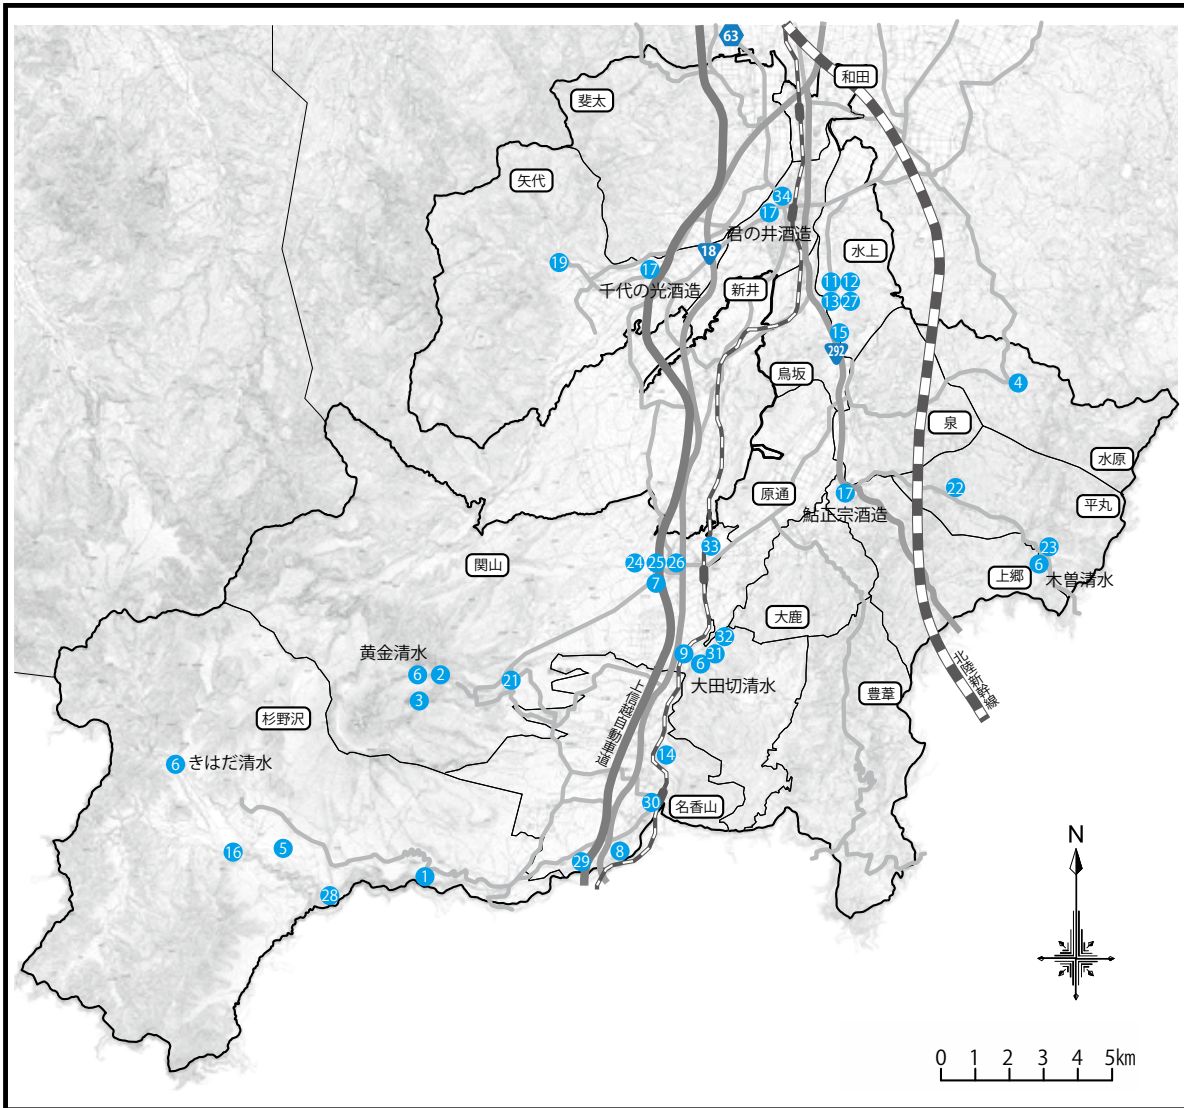 63
和田
斐太
矢代
34
17
君の井酒造
18
水上
19
17
千代の光酒造
新井
11
12
13
27
15
292
鳥坂
4
泉
水原
原通
17
鮎正宗酒造
22
平丸
33
23
6
木曽清水
上郷
関山
24
25
26
7
大鹿
32
9
31
6
大田切清水
黄金清水
6
2
21
3
北陸新幹線
豊葦
上信越自動車道
杉野沢
6
きはだ清水
14
30
名香山
16
5
29
8
1
28
N
0 1 2 3 4 5km